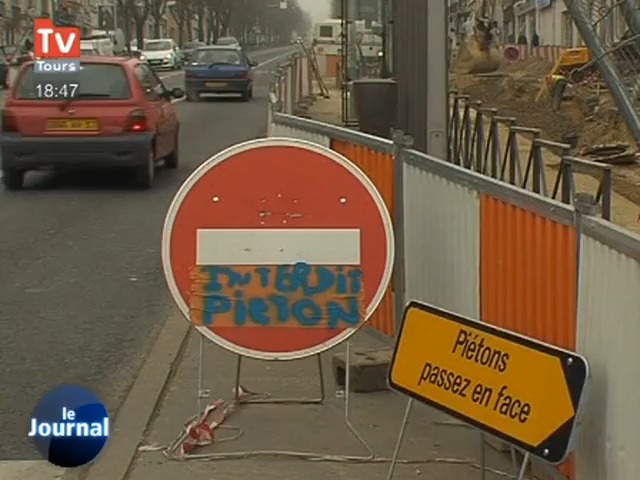 TV
Tours
18:47
INTERDIT
PIETON
Piétons
passez en face
le
Journal